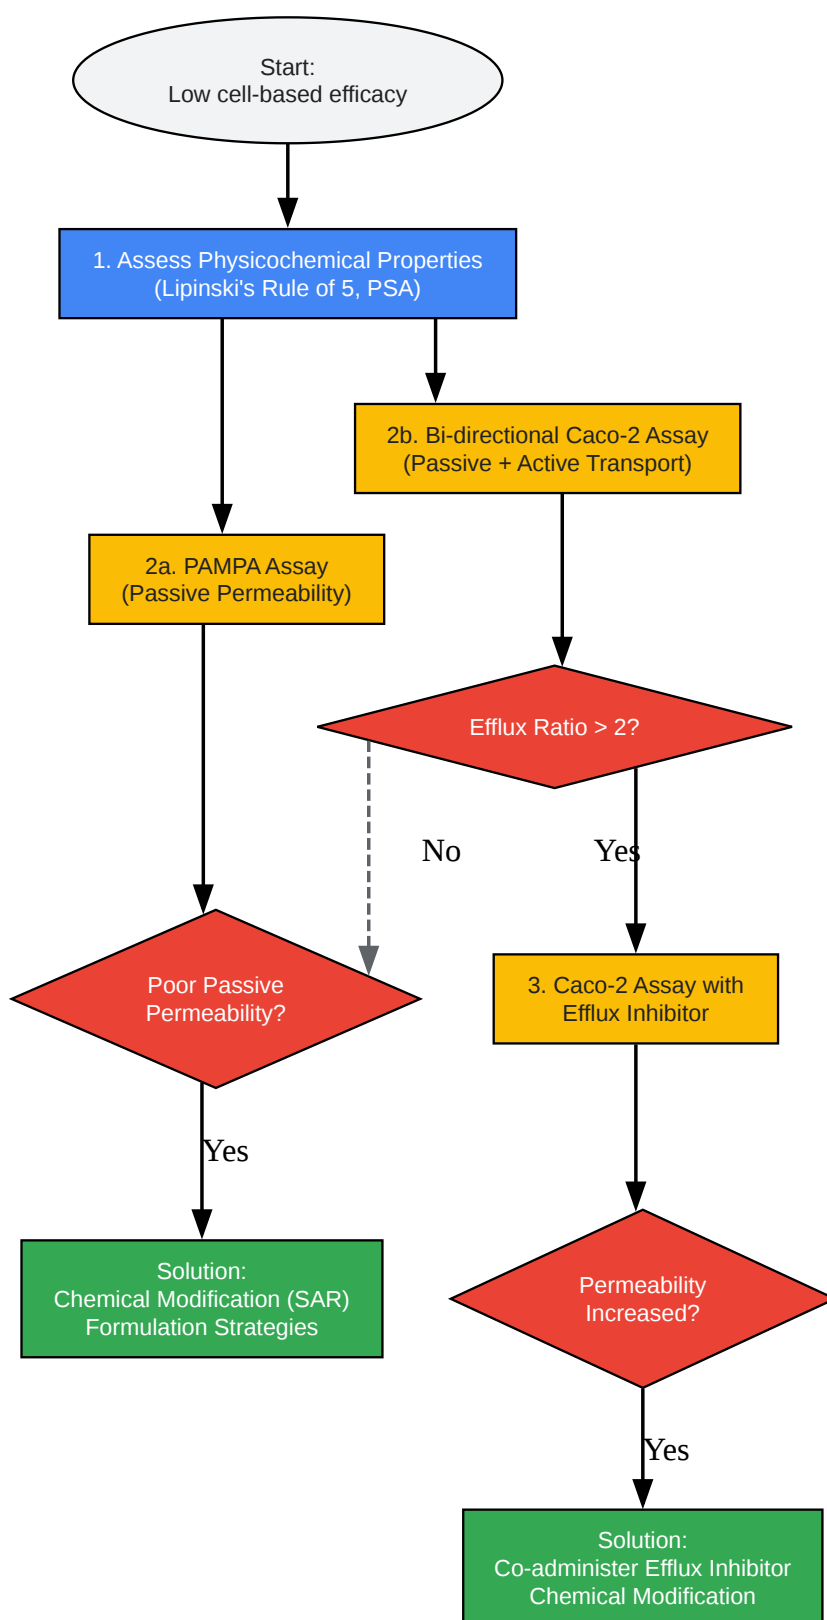 Start:
Low cell-based efficacy
1. Assess Physicochemical Properties
(Lipinski's Rule of 5, PSA)
2b. Bi-directional Caco-2 Assay
(Passive + Active Transport)
2a. PAMPA Assay
(Passive Permeability)
Efflux Ratio > 2?
No
Yes
Poor Passive
Permeability?
3. Caco-2 Assay with
Efflux Inhibitor
Yes
Solution:
Chemical Modification (SAR)
Formulation Strategies
Permeability
Increased?
Yes
Solution:
Co-administer Efflux Inhibitor
Chemical Modification